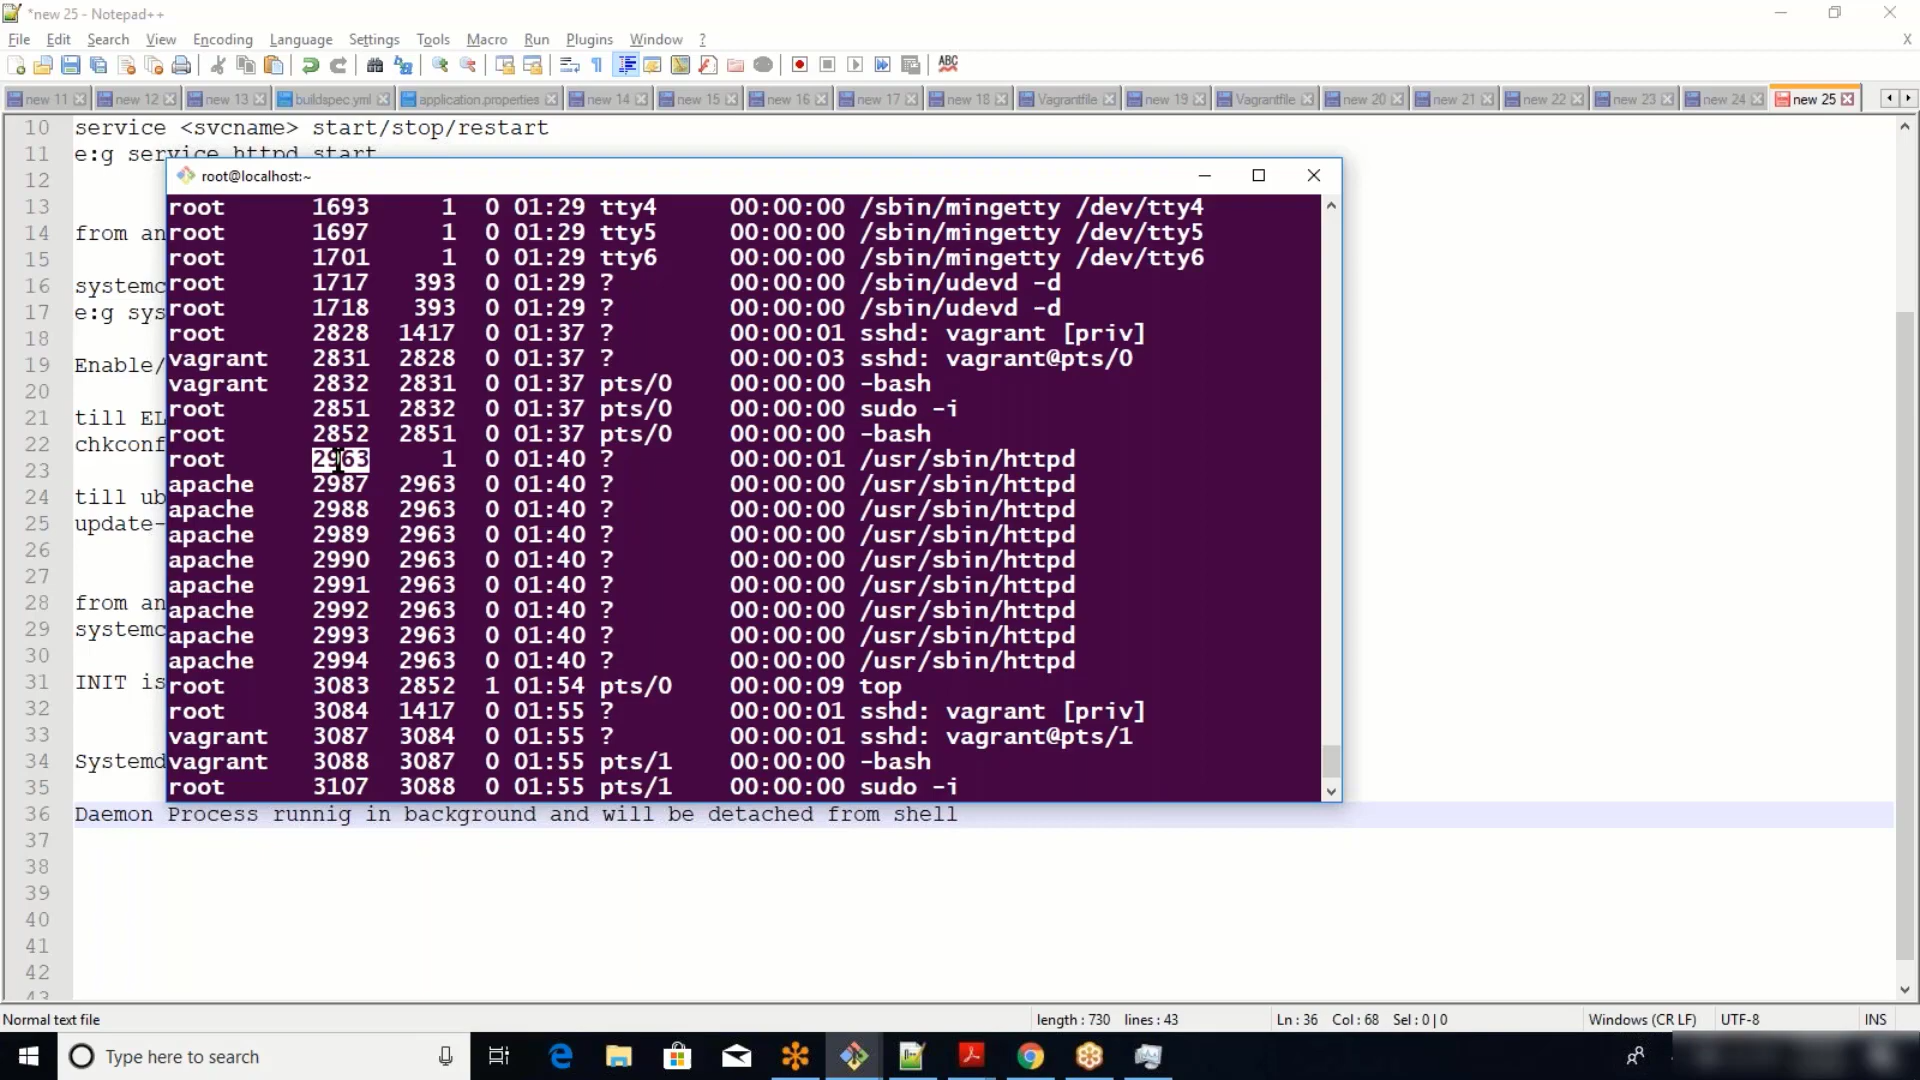 *new 25 - Notepad++
File Edit Search View Encoding Language Settings Tools Macro Run Plugins Window ? X
ABC
new 11 new 12 new 13 buildspec.yml application.properties new 14 new 15 new 16 new 17 new 18 Vagrantfile new 19 Vagrantfile new 20 new 21 new 22 new 23 new 24 new 25
10 service <svcname> start/stop/restart
11 e:g service httpd start
12
13
14 from an
15
16 systemc
17 e:g sys
18
19 Enable/
20
21 till EL
22 chkconf
23
24 till ub
25 update-
26
27
28 from an
29 systemc
30
31 INIT is
32
33
34 Systemd
35
36 Daemon Process runnig in background and will be detached from shell
37
38
39
40
41
42
43
root@localhost:~
root 1693 1 0 01:29 tty4 00:00:00 /sbin/mingetty /dev/tty4
root 1697 1 0 01:29 tty5 00:00:00 /sbin/mingetty /dev/tty5
root 1701 1 0 01:29 tty6 00:00:00 /sbin/mingetty /dev/tty6
root 1717 393 0 01:29 ? 00:00:00 /sbin/udevd -d
root 1718 393 0 01:29 ? 00:00:00 /sbin/udevd -d
root 2828 1417 0 01:37 ? 00:00:01 sshd: vagrant [priv]
vagrant 2831 2828 0 01:37 ? 00:00:03 sshd: vagrant@pts/0
vagrant 2832 2831 0 01:37 pts/0 00:00:00 -bash
root 2851 2832 0 01:37 pts/0 00:00:00 sudo -i
root 2852 2851 0 01:37 pts/0 00:00:00 -bash
root 2963 1 0 01:40 ? 00:00:01 /usr/sbin/httpd
apache 2987 2963 0 01:40 ? 00:00:00 /usr/sbin/httpd
apache 2988 2963 0 01:40 ? 00:00:00 /usr/sbin/httpd
apache 2989 2963 0 01:40 ? 00:00:00 /usr/sbin/httpd
apache 2990 2963 0 01:40 ? 00:00:00 /usr/sbin/httpd
apache 2991 2963 0 01:40 ? 00:00:00 /usr/sbin/httpd
apache 2992 2963 0 01:40 ? 00:00:00 /usr/sbin/httpd
apache 2993 2963 0 01:40 ? 00:00:00 /usr/sbin/httpd
apache 2994 2963 0 01:40 ? 00:00:00 /usr/sbin/httpd
root 3083 2852 1 01:54 pts/0 00:00:09 top
root 3084 1417 0 01:55 ? 00:00:01 sshd: vagrant [priv]
vagrant 3087 3084 0 01:55 ? 00:00:01 sshd: vagrant@pts/1
vagrant 3088 3087 0 01:55 pts/1 00:00:00 -bash
root 3107 3088 0 01:55 pts/1 00:00:00 sudo -i
Normal text file length : 730 lines : 43 Ln : 36 Col : 68 Sel : 0 | 0 Windows (CR LF) UTF-8 INS
Type here to search